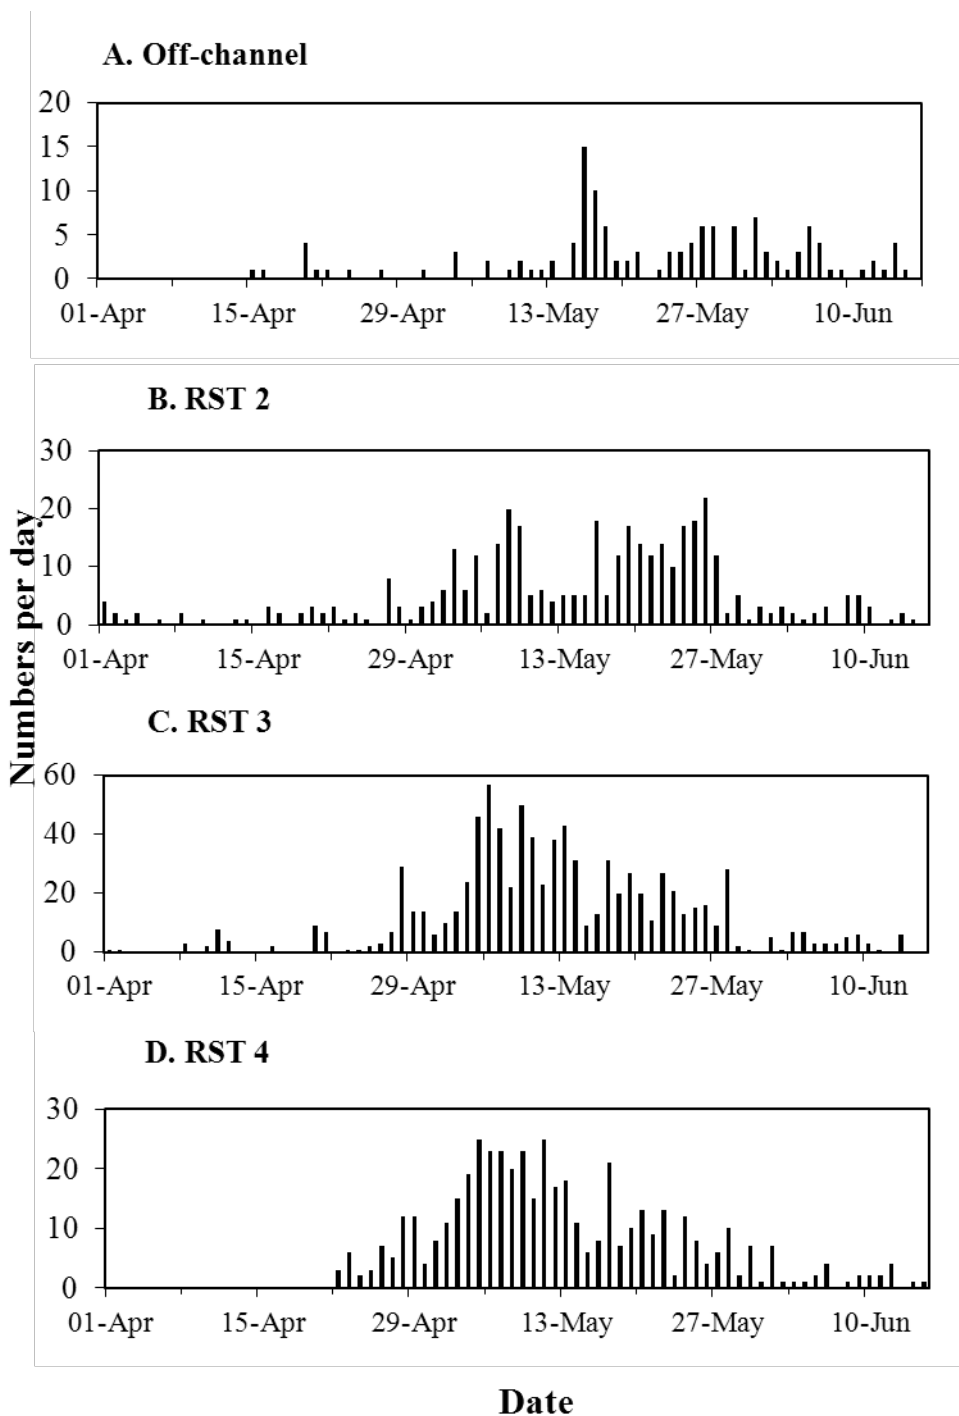 A. Off-channel
20
15
10
5
0
01-Apr 15-Apr 29-Apr 13-May 27-May 10-Jun
B. RST 2
30
20
10
0
01-Apr 15-Apr 29-Apr 13-May 27-May 10-Jun
Numbers per day
C. RST 3
60
40
20
0
01-Apr 15-Apr 29-Apr 13-May 27-May 10-Jun
D. RST 4
30
20
10
0
01-Apr 15-Apr 29-Apr 13-May 27-May 10-Jun
Date